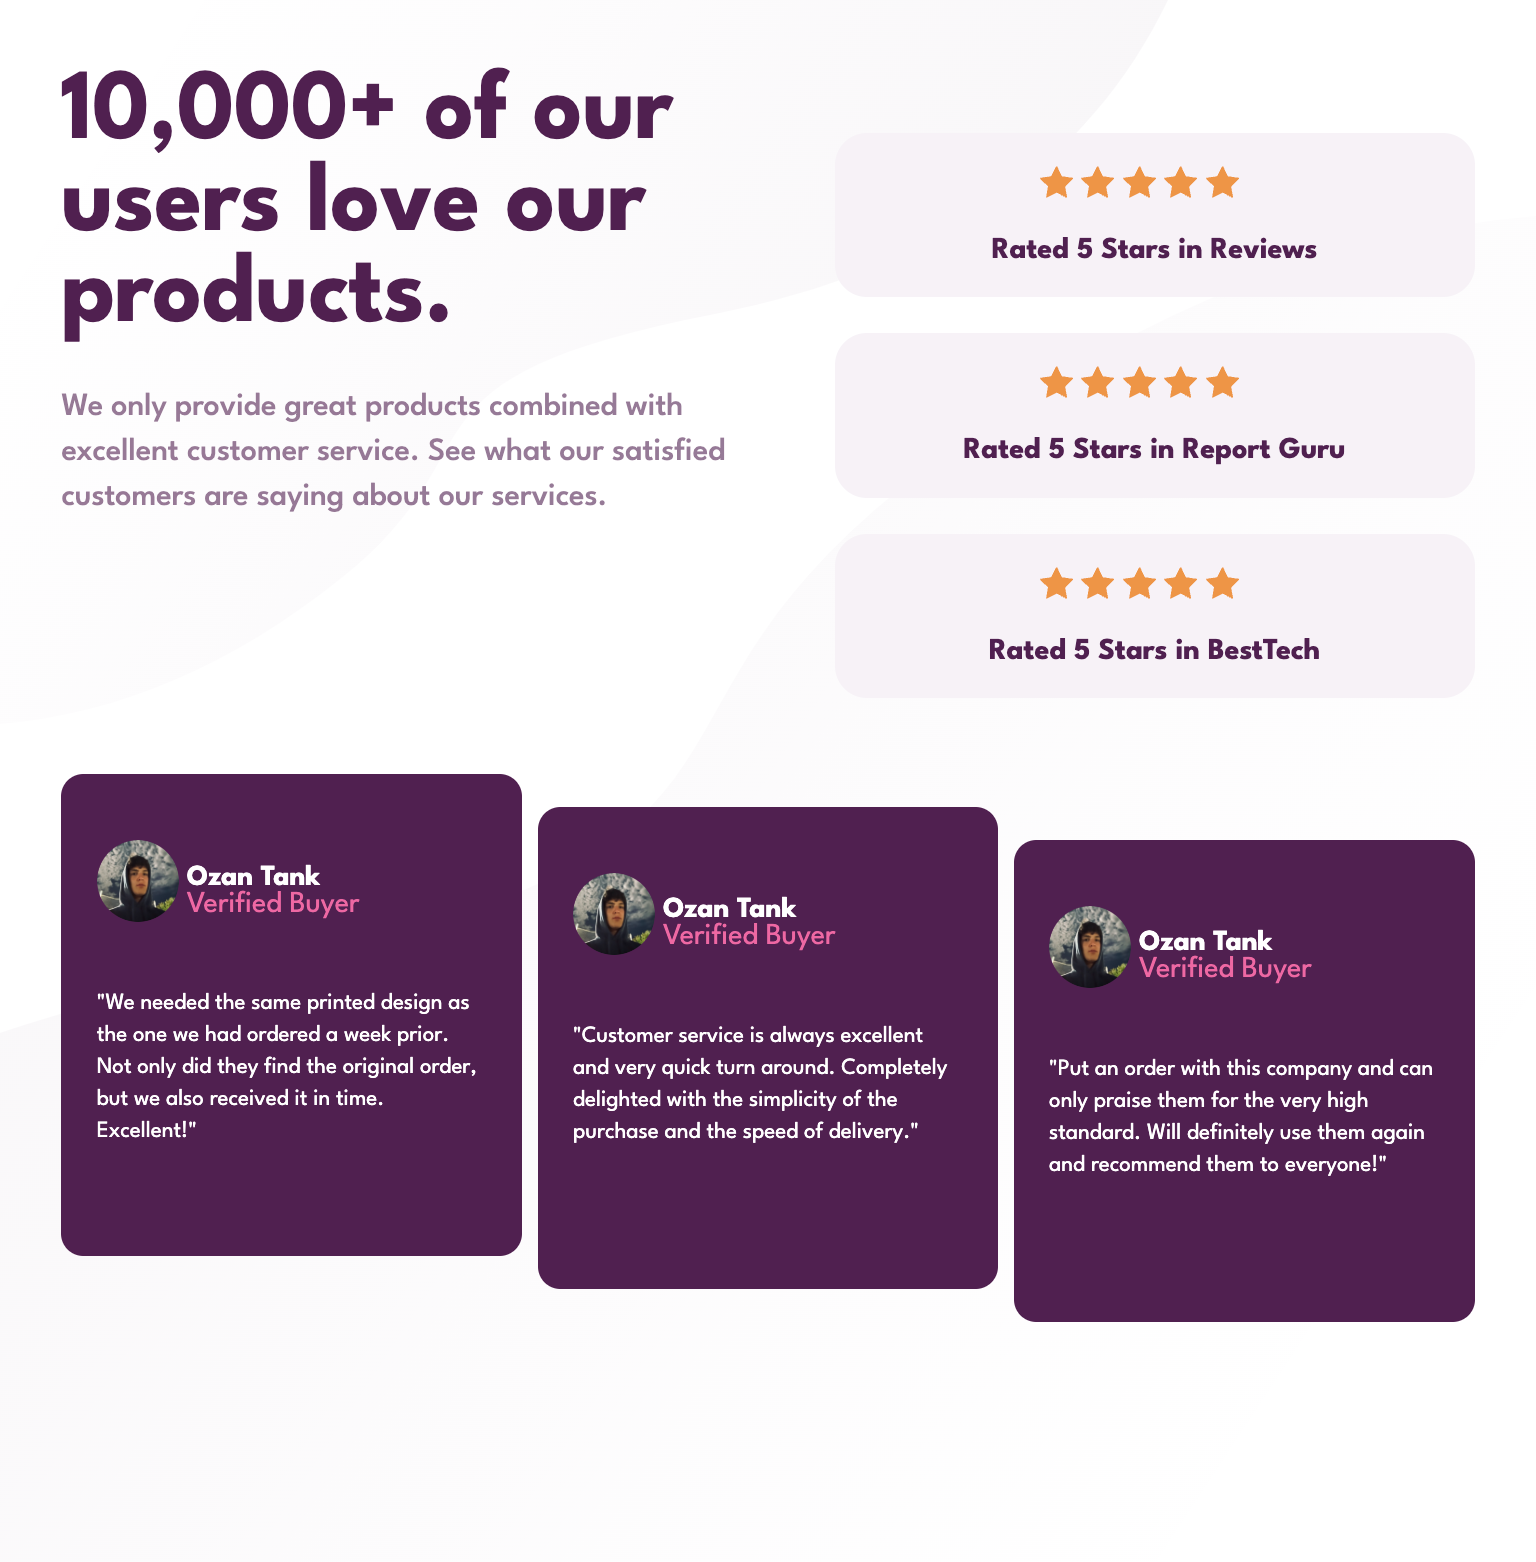 10,000+ of our
users love our
products.
We only provide great products combined with
excellent customer service. See what our satisfied
customers are saying about our services.
Rated 5 Stars in Reviews
Rated 5 Stars in Report Guru
Rated 5 Stars in BestTech
Ozan Tank
Verified Buyer
"We needed the same printed design as
the one we had ordered a week prior.
Not only did they find the original order,
but we also received it in time.
Excellent!"
Ozan Tank
Verified Buyer
"Customer service is always excellent
and very quick turn around. Completely
delighted with the simplicity of the
purchase and the speed of delivery."
Ozan Tank
Verified Buyer
"Put an order with this company and can
only praise them for the very high
standard. Will definitely use them again
and recommend them to everyone!"